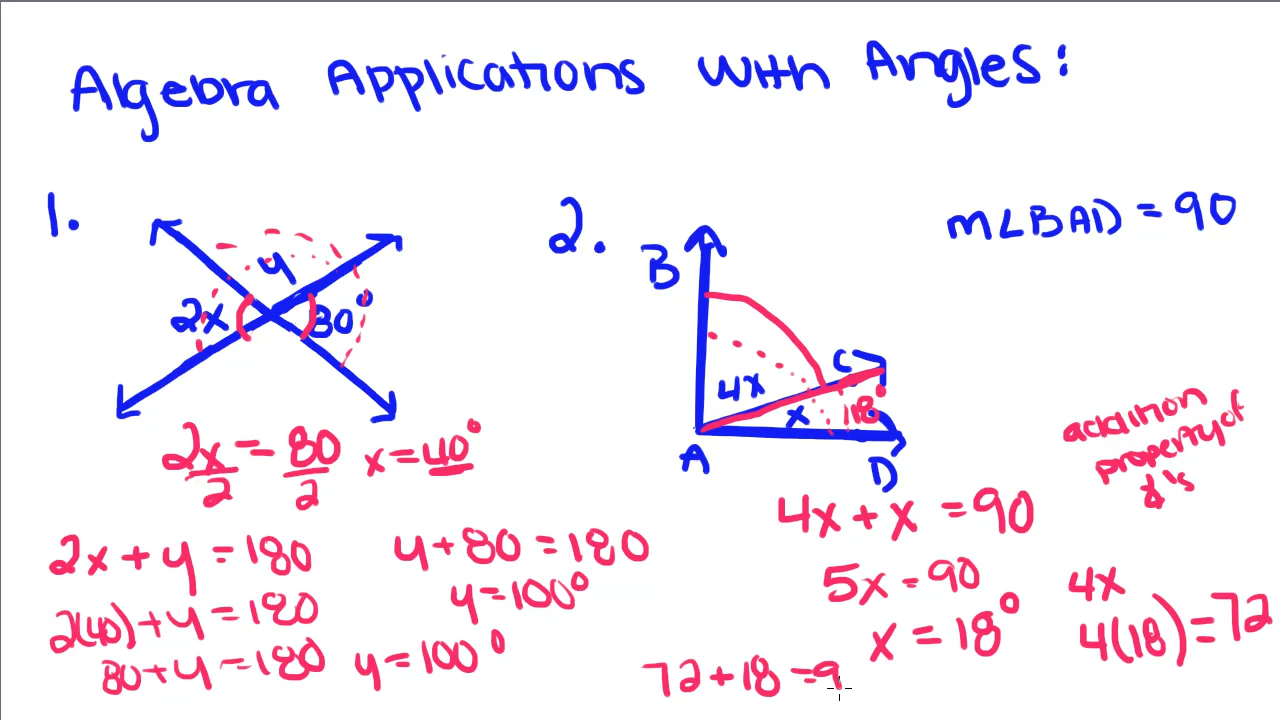 Algebra Applications With Angles:
1.
y
2x
80°
2x = 80
2 2
x = 40°
2x + y = 180
2(40) + y = 180
80 + y = 180
y = 100°
y + 80 = 180
y = 100°
2.
m∠BAD = 90
B
C
4x
x
18°
A
D
addition
property of
∡'s
4x + x = 90
5x = 90
x = 18°
4x
4(18) = 72
72 + 18 = 9